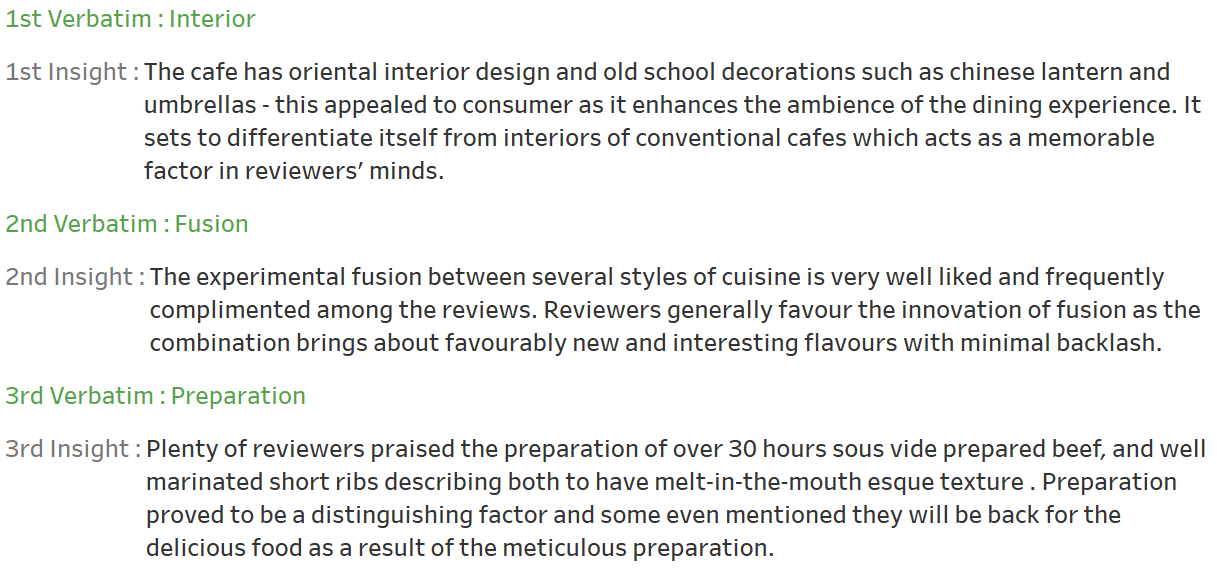 1st Verbatim : Interior
1st Insight : The cafe has oriental interior design and old school decorations such as chinese lantern and
umbrellas - this appealed to consumer as it enhances the ambience of the dining experience. It
sets to differentiate itself from interiors of conventional cafes which acts as a memorable
factor in reviewers’ minds.
2nd Verbatim : Fusion
2nd Insight : The experimental fusion between several styles of cuisine is very well liked and frequently
complimented among the reviews. Reviewers generally favour the innovation of fusion as the
combination brings about favourably new and interesting flavours with minimal backlash.
3rd Verbatim : Preparation
3rd Insight : Plenty of reviewers praised the preparation of over 30 hours sous vide prepared beef, and well
marinated short ribs describing both to have melt-in-the-mouth esque texture . Preparation
proved to be a distinguishing factor and some even mentioned they will be back for the
delicious food as a result of the meticulous preparation.